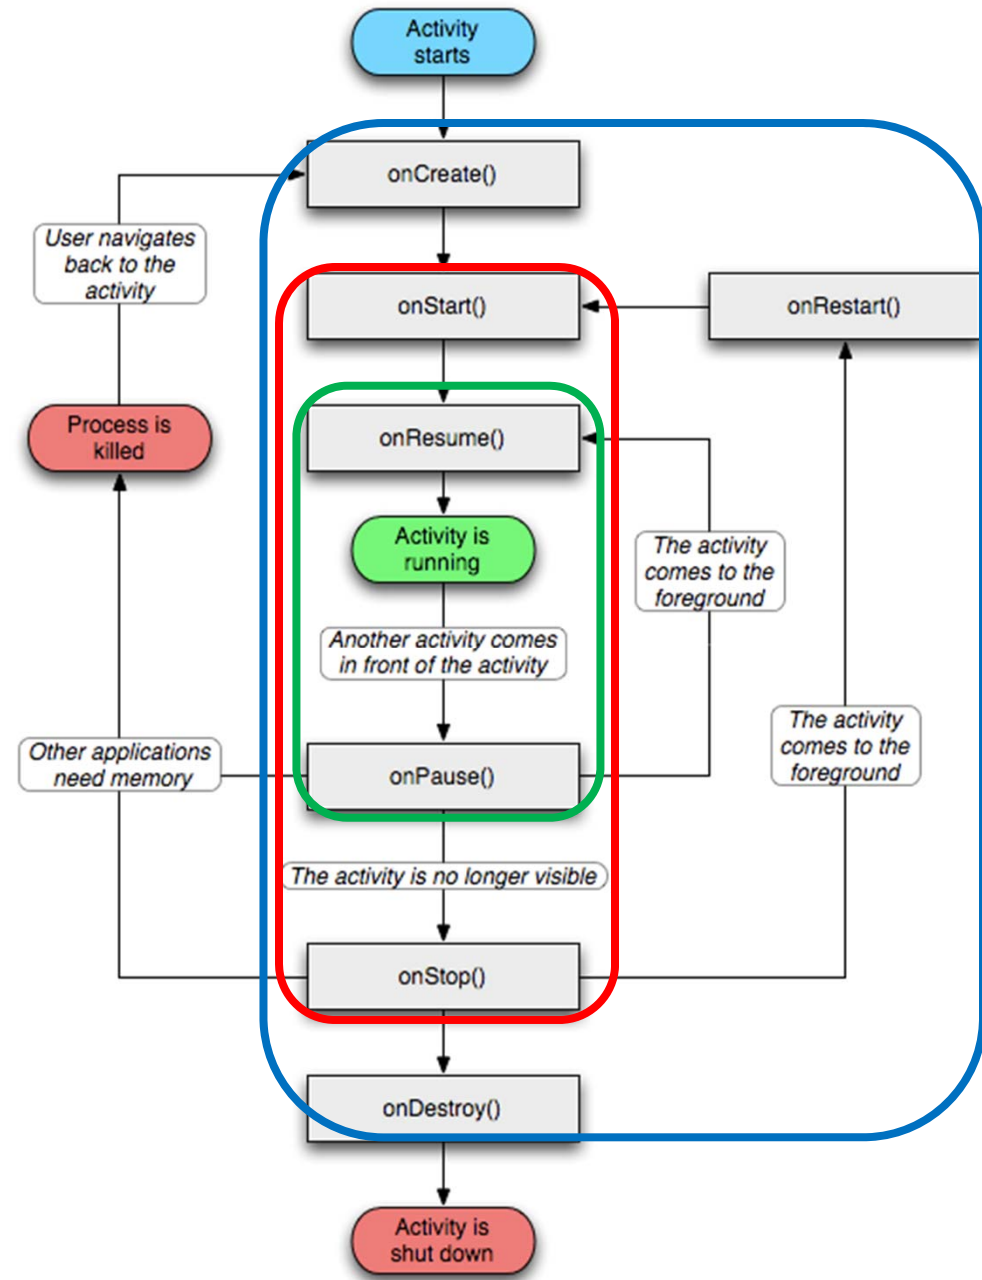 Activity
starts
onCreate()
User navigates
back to the
activity
onStart()
onRestart()
Process is
killed
onResume()
Activity is
running
The activity
comes to the
foreground
Another activity comes
in front of the activity
The activity
comes to the
foreground
Other applications
need memory
onPause()
The activity is no longer visible
onStop()
onDestroy()
Activity is
shut down